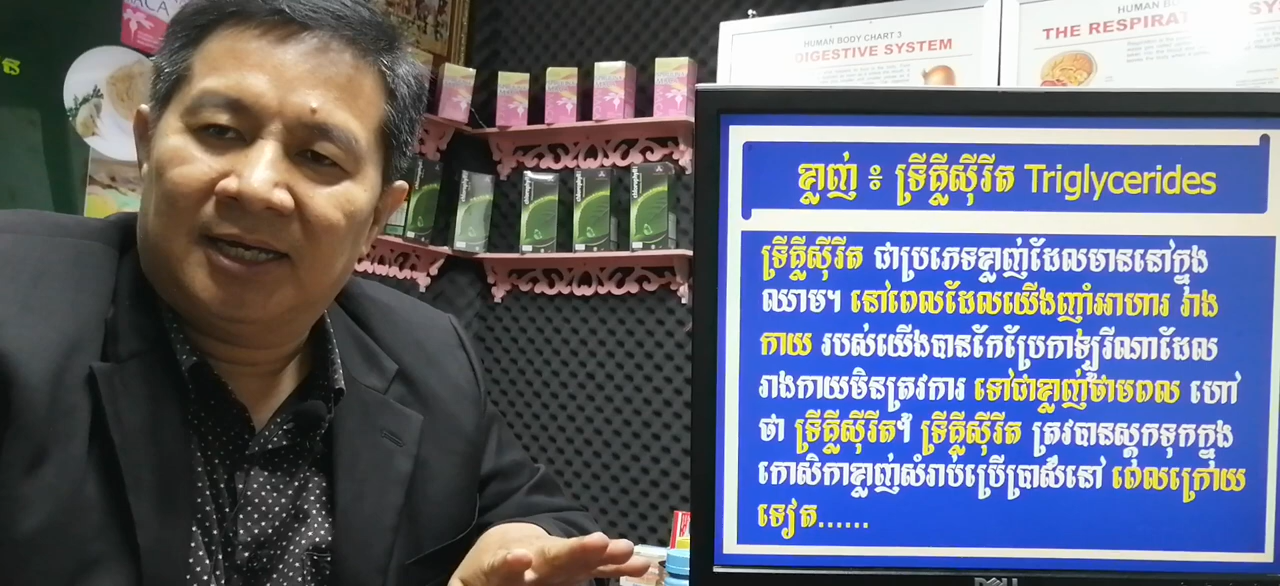 HUMAN BODY CHART 3
DIGESTIVE SYSTEM
HUMAN BO
THE RESPIRAT
SY
ខ្លាញ់ ៖ ទ្រីគ្លីស៊ីរីត Triglycerides
ទ្រីគ្លីស៊ីរីត ជាប្រភេទខ្លាញ់ដែលមាននៅក្នុង
ឈាម។ នៅពេលដែលយើងញ៉ាំអាហារ រាង
កាយ របស់យើងបានកែប្រែកាឡូរីណាដែល
រាងកាយមិនត្រូវការ ទៅជាខ្លាញ់ថាមពល ហៅ
ថា ទ្រីគ្លីស៊ីរីត។ ទ្រីគ្លីស៊ីរីត ត្រូវបានស្តុកទុកក្នុង
កោសិកាខ្លាញ់សំរាប់ប្រើប្រាស់នៅ ពេលក្រោយ
ទៀត......
chlorophyll
DELL